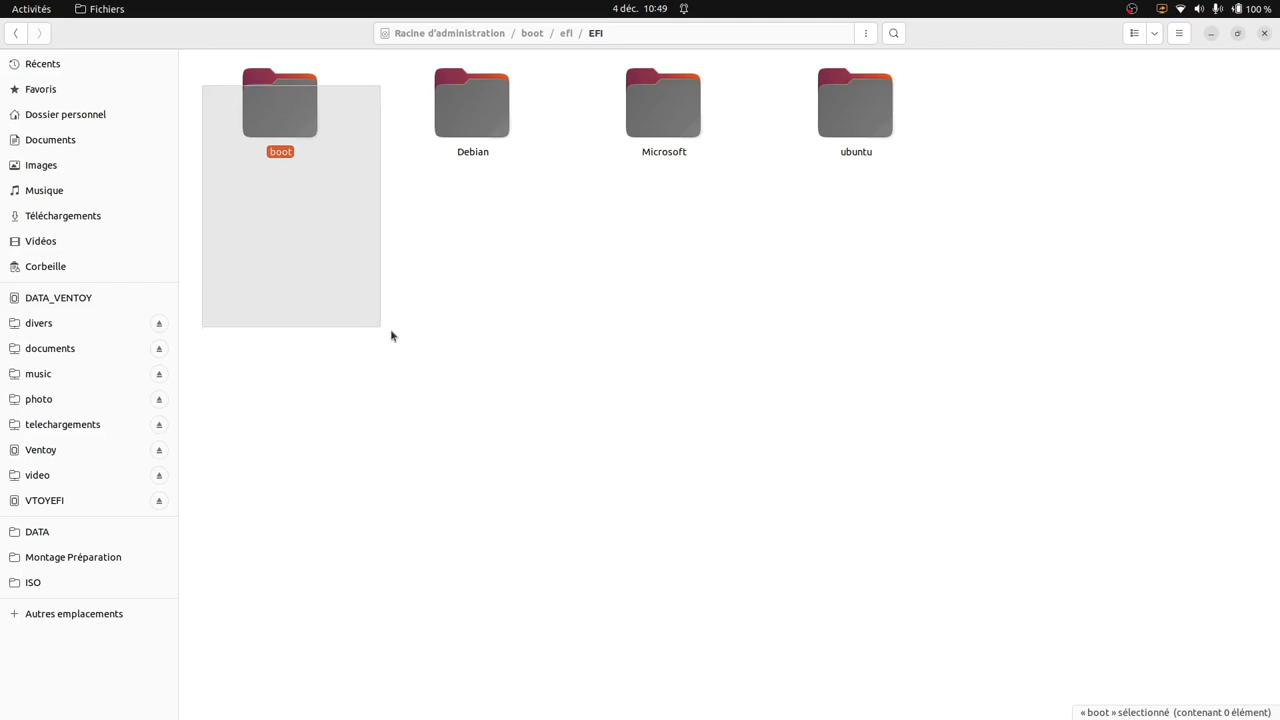 Activités Fichiers 4 déc. 10:49 100 %
Racine d'administration / boot / efi / EFI
Récents
Favoris
Dossier personnel
Documents
Images
Musique
Téléchargements
Vidéos
Corbeille
DATA_VENTOY
divers
documents
music
photo
telechargements
Ventoy
video
VTOYEFI
DATA
Montage Préparation
ISO
Autres emplacements
boot
Debian
Microsoft
ubuntu
« boot » sélectionné (contenant 0 élément)